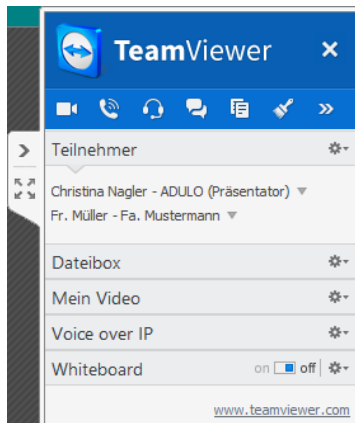 TeamViewer
Teilnehmer
Christina Nagler - ADULO (Präsentator)
Fr. Müller - Fa. Mustermann
Dateibox
Mein Video
Voice over IP
Whiteboard on off
www.teamviewer.com